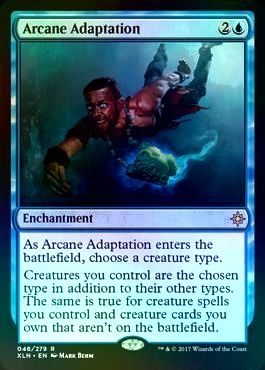 Arcane Adaptation 2
Enchantment
As Arcane Adaptation enters the
battlefield, choose a creature type.
Creatures you control are the chosen
type in addition to their other types.
The same is true for creature spells
you control and creature cards you
own that aren't on the battlefield.
046/279 R
XLN • EN MARK BEHM ™ & © 2017 Wizards of the Coast